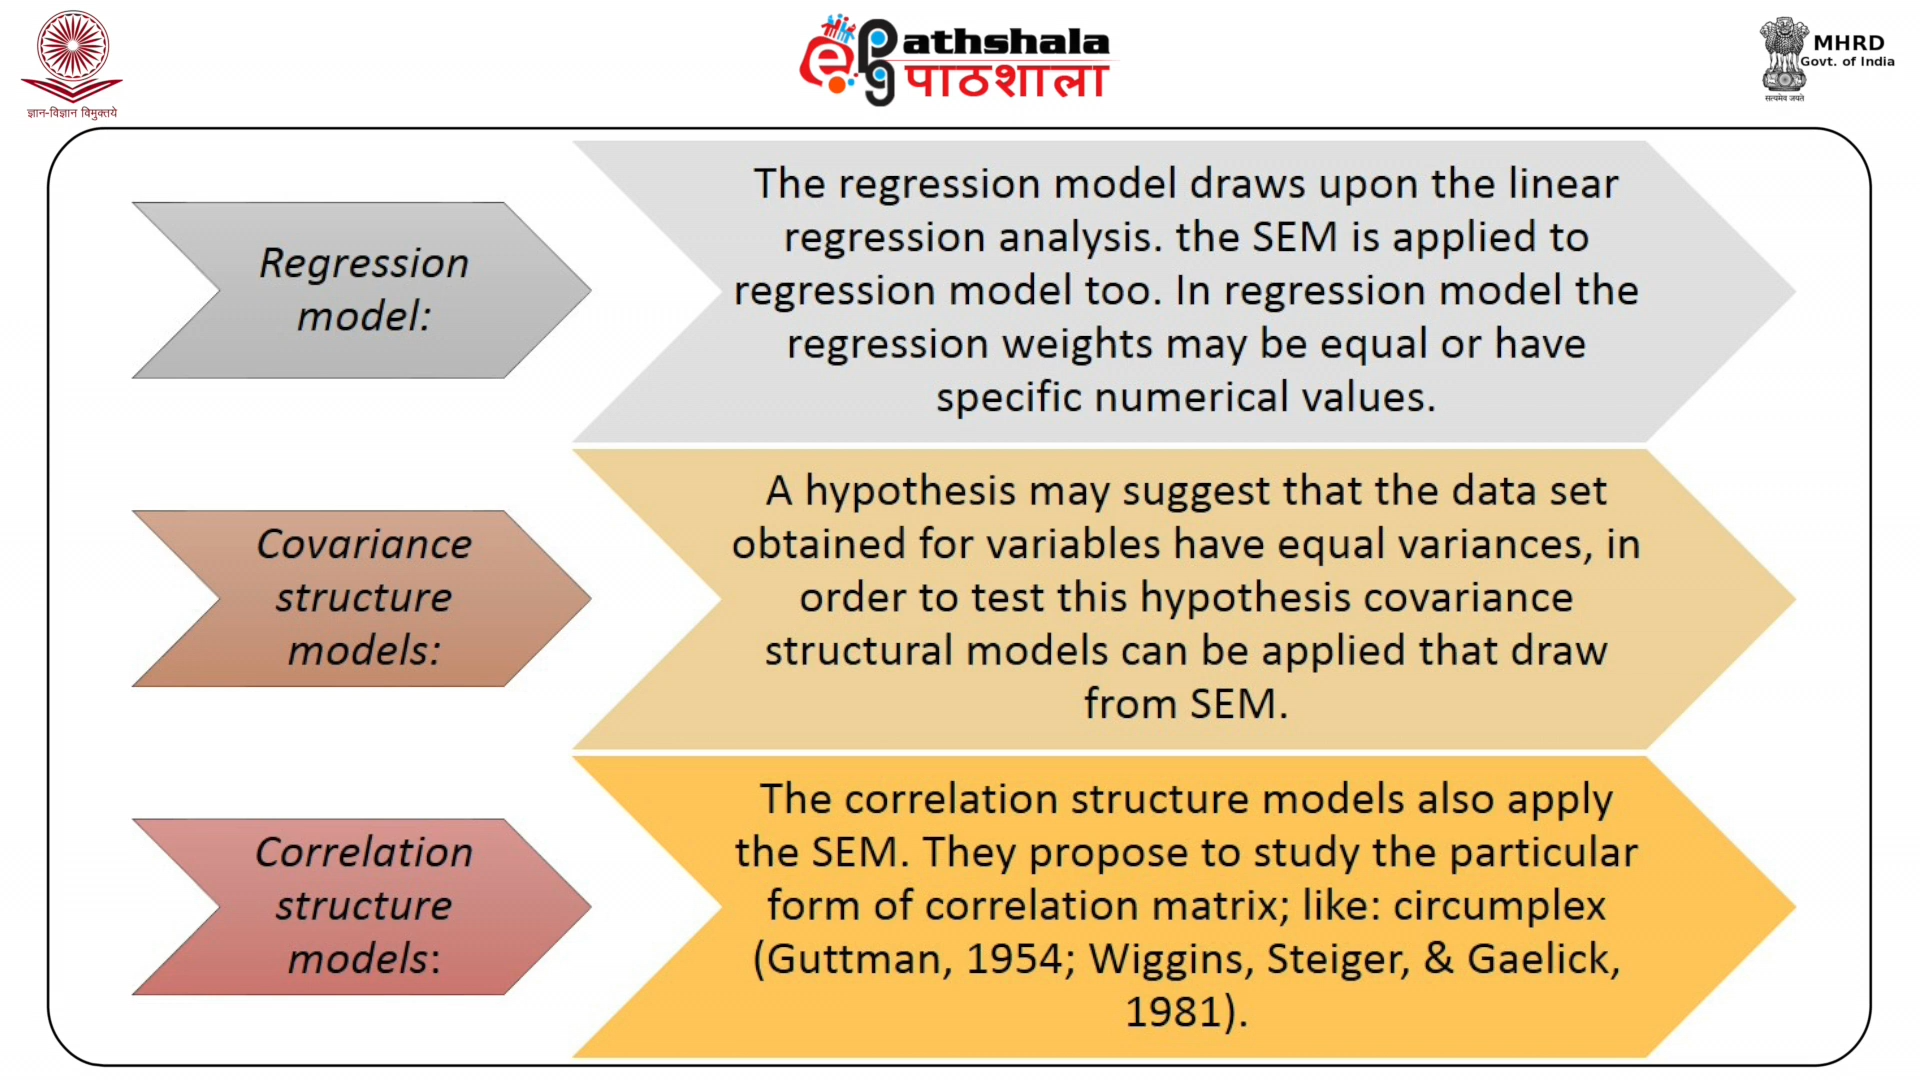 ज्ञान-विज्ञान विमुक्तये
ePG athshala
पाठशाला
MHRD
Govt. of India
सत्यमेव जयते
Regression
model:
The regression model draws upon the linear
regression analysis. the SEM is applied to
regression model too. In regression model the
regression weights may be equal or have
specific numerical values.
Covariance
structure
models:
A hypothesis may suggest that the data set
obtained for variables have equal variances, in
order to test this hypothesis covariance
structural models can be applied that draw
from SEM.
Correlation
structure
models:
The correlation structure models also apply
the SEM. They propose to study the particular
form of correlation matrix; like: circumplex
(Guttman, 1954; Wiggins, Steiger, & Gaelick,
1981).